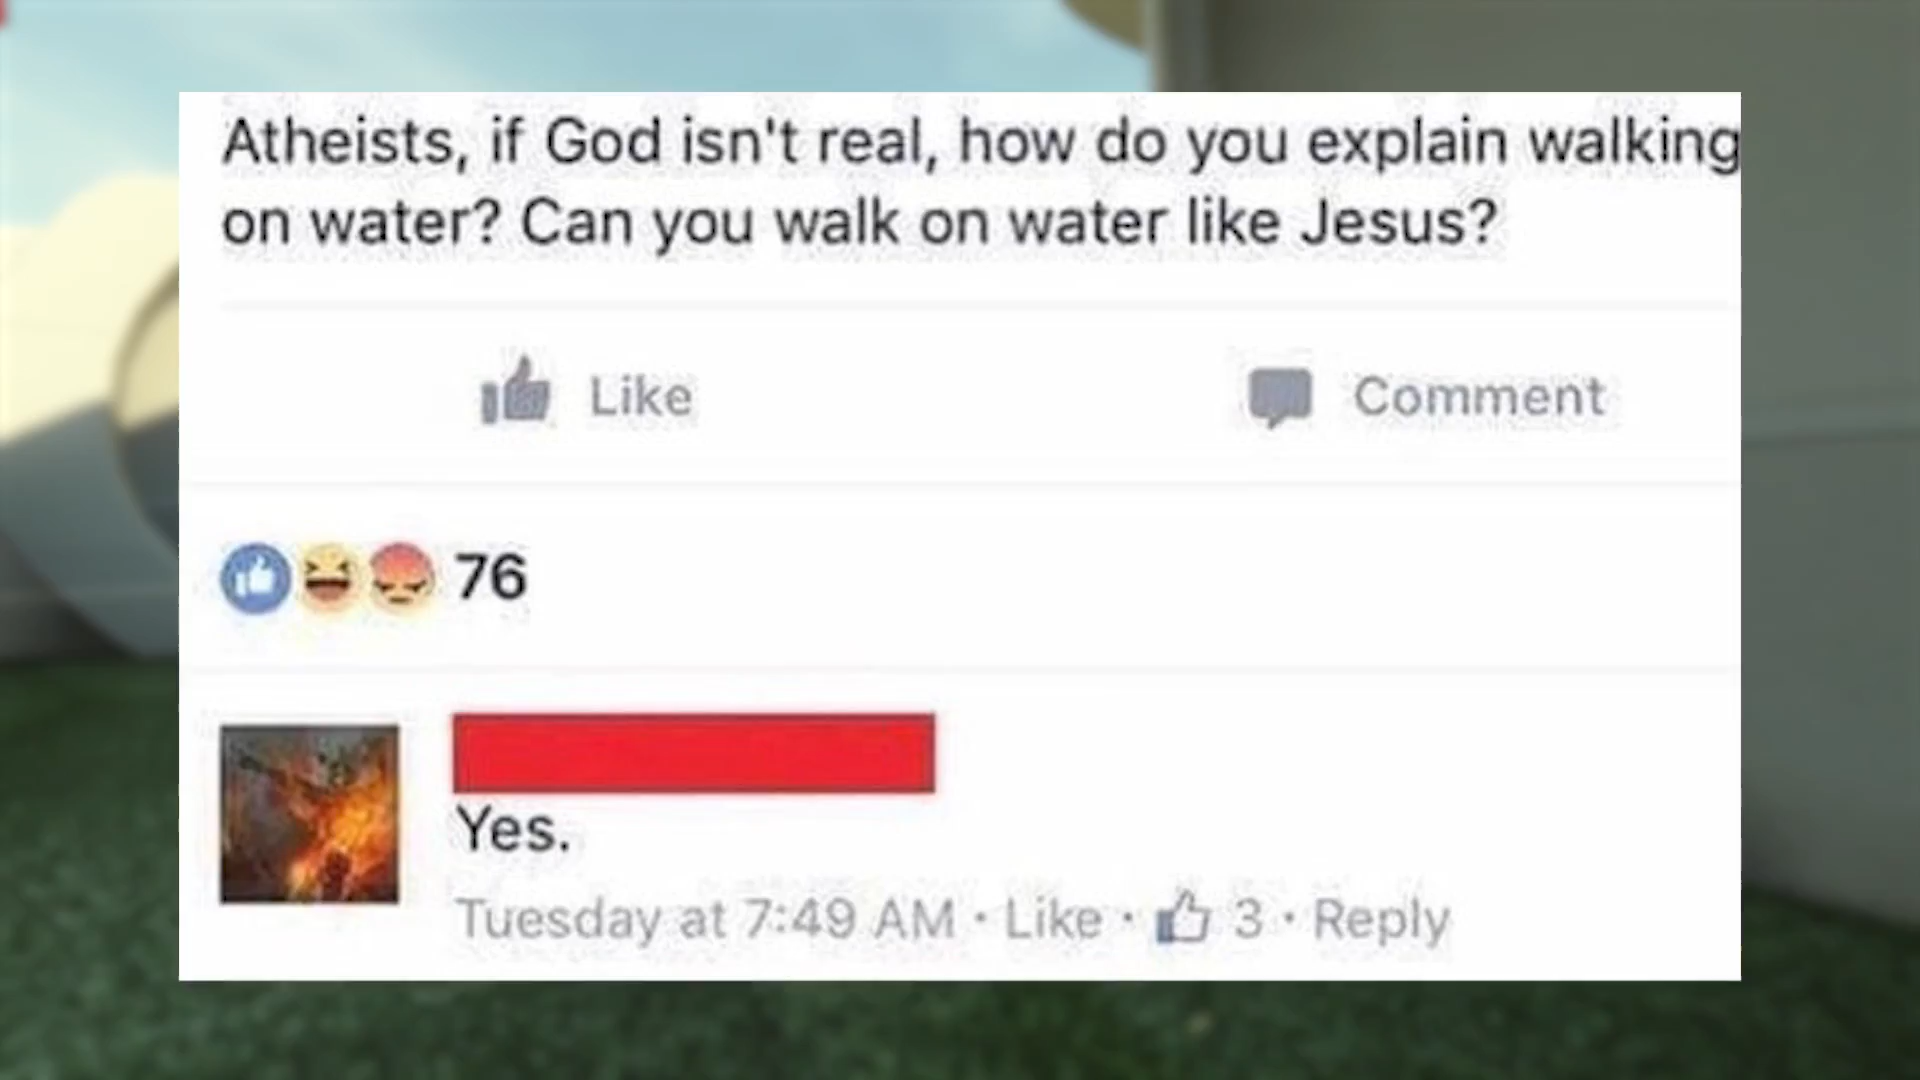 Atheists, if God isn't real, how do you explain walking
on water? Can you walk on water like Jesus?
Like
Comment
76
Yes.
Tuesday at 7:49 AM · Like · 3 · Reply